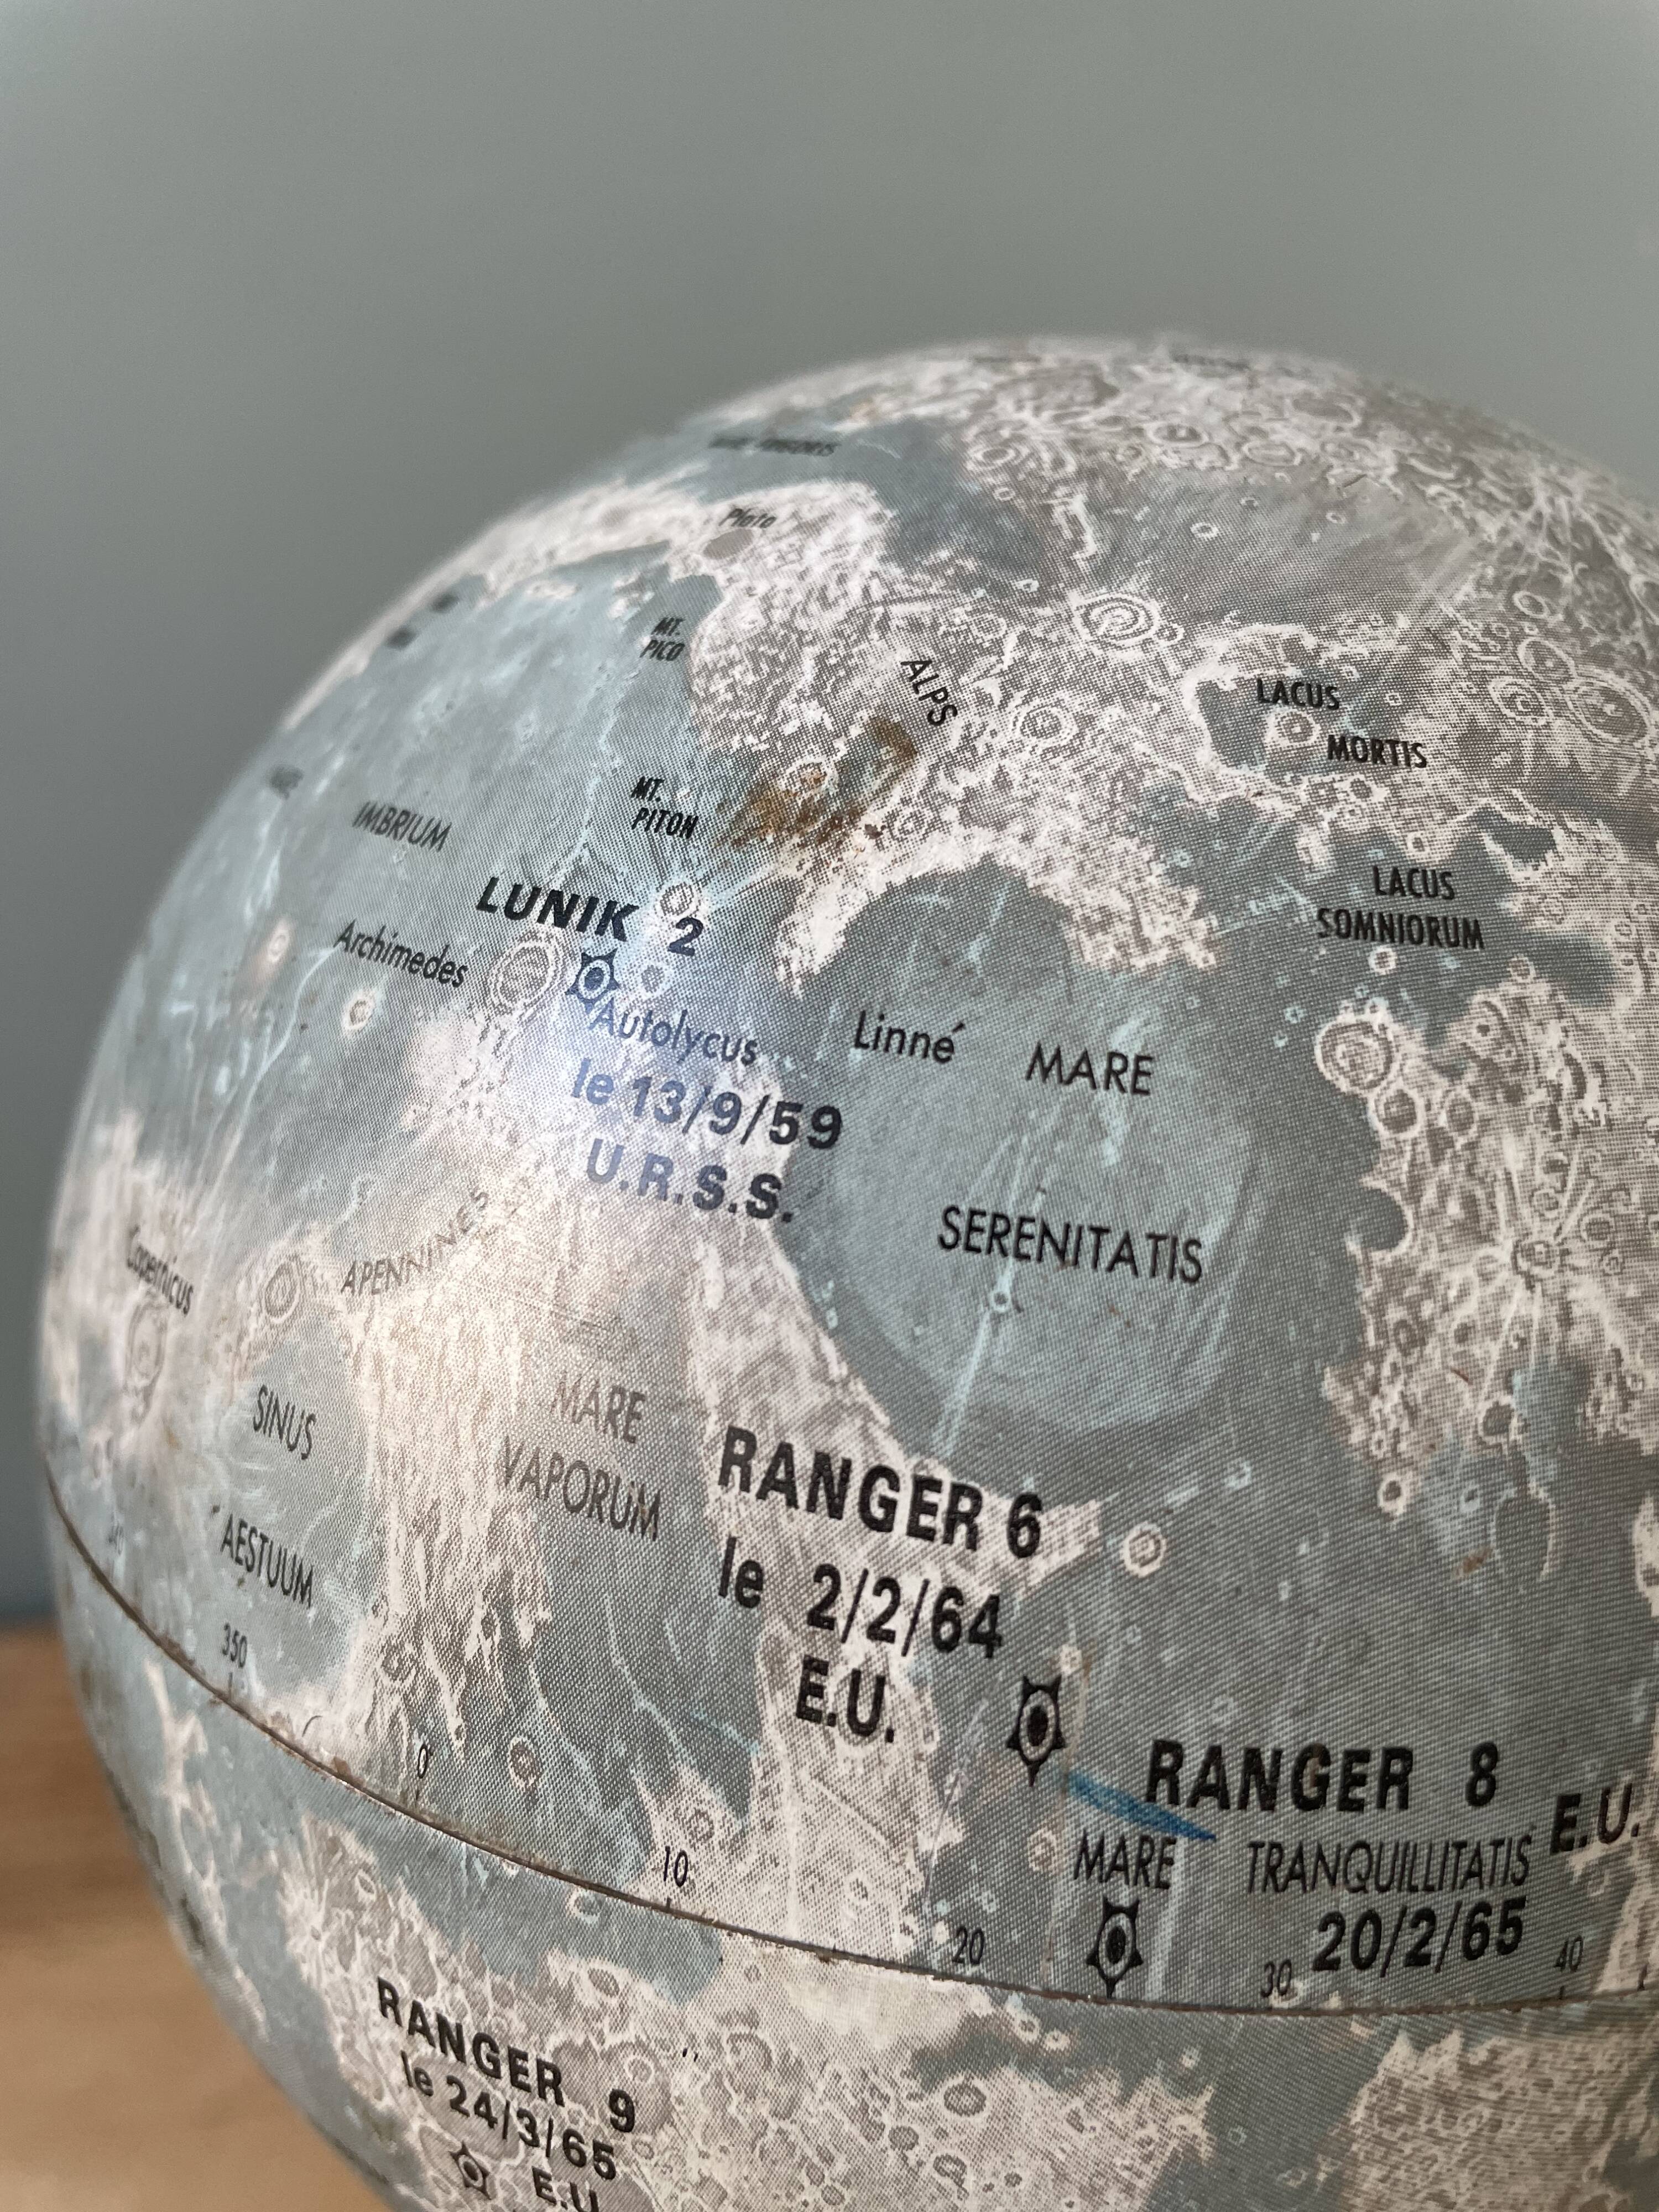 Plato
MT.
PICO
ALPS
LACUS
MORTIS
MT.
PITON
IMBRIUM
LUNIK 2
LACUS
SOMNIORUM
Archimedes
Autolycus
Linné
MARE
le 13/9/59
U.R.S.S.
SERENITATIS
APENNINES
Copernicus
SINUS
AESTUUM
MARE
VAPORUM
RANGER 6
le 2/2/64
E.U.
350
0
10
20
30
40
RANGER 8
E.U.
MARE TRANQUILLITATIS
20/2/65
RANGER 9
le 24/3/65
E.U.